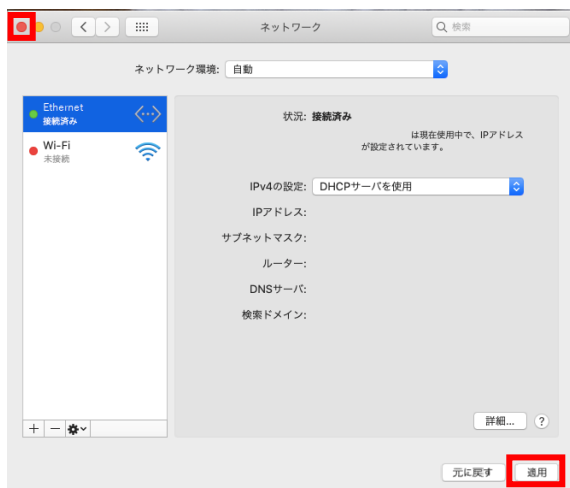 ネットワーク
検索
ネットワーク環境: 自動
Ethernet
接続済み
Wi-Fi
未接続
状況: 接続済み
は現在使用中で、IPアドレス
が設定されています。
IPv4の設定: DHCPサーバを使用
IPアドレス:
サブネットマスク:
ルーター:
DNSサーバ:
検索ドメイン:
詳細... ?
元に戻す 適用